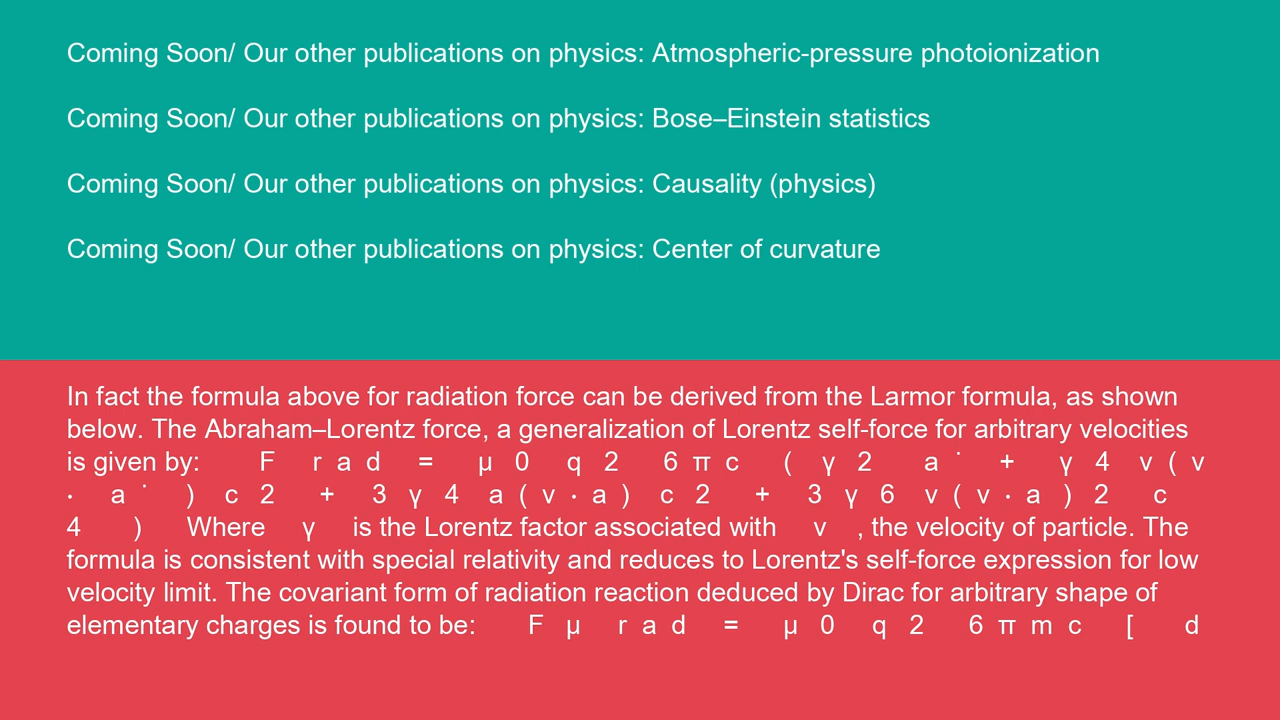 Coming Soon/ Our other publications on physics: Atmospheric-pressure photoionization
Coming Soon/ Our other publications on physics: Bose–Einstein statistics
Coming Soon/ Our other publications on physics: Causality (physics)
Coming Soon/ Our other publications on physics: Center of curvature
In fact the formula above for radiation force can be derived from the Larmor formula, as shown
below. The Abraham–Lorentz force, a generalization of Lorentz self-force for arbitrary velocities
is given by: F r a d = μ 0 q 2 6 π c ( γ 2 a ˙ + γ 4 v ( v
⋅ a ˙ ) c 2 + 3 γ 4 a ( v ⋅ a ) c 2 + 3 γ 6 v ( v ⋅ a ) 2 c
4 ) Where γ is the Lorentz factor associated with v , the velocity of particle. The
formula is consistent with special relativity and reduces to Lorentz's self-force expression for low
velocity limit. The covariant form of radiation reaction deduced by Dirac for arbitrary shape of
elementary charges is found to be: F μ r a d = μ 0 q 2 6 π m c [ d